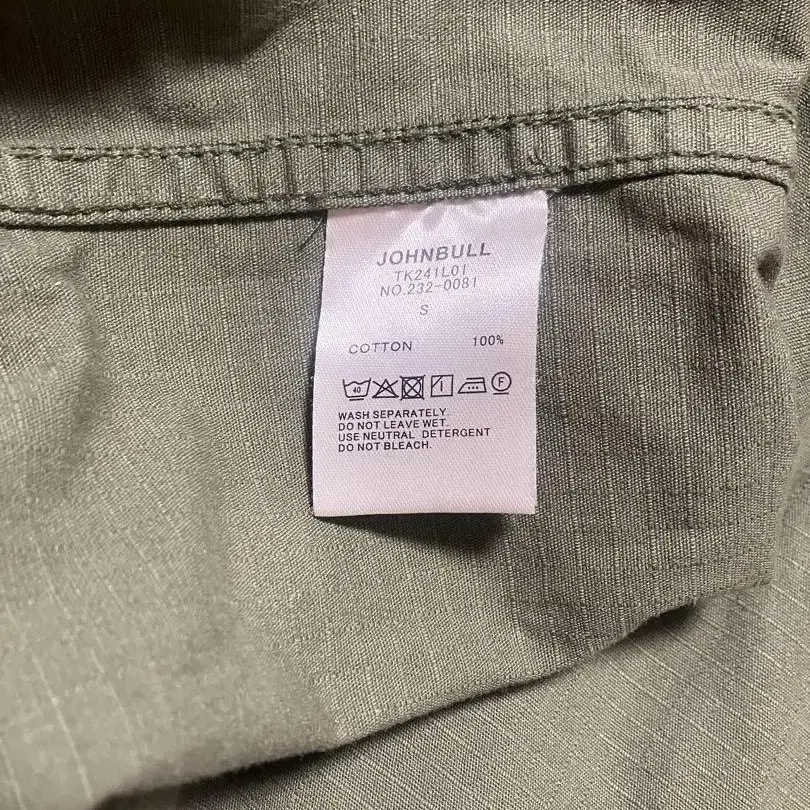 JOHNBULL
TK241L01
NO.232-0081
S
COTTON 100%
40 F
WASH SEPARATELY.
DO NOT LEAVE WET.
USE NEUTRAL DETERGENT
DO NOT BLEACH.